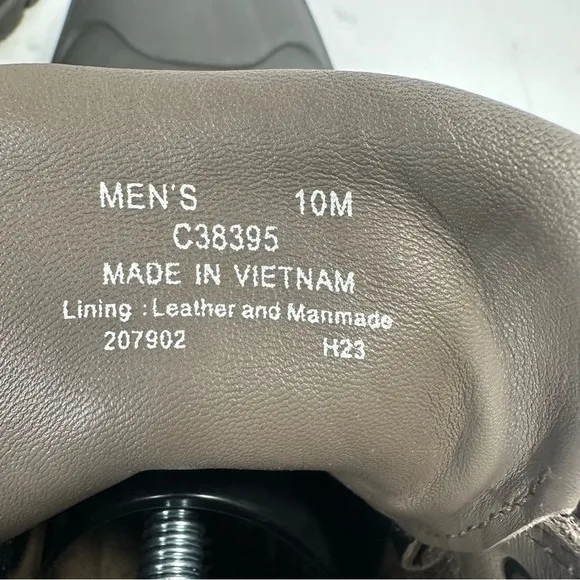 MEN'S 10M
C38395
MADE IN VIETNAM
Lining : Leather and Manmade
207902 H23